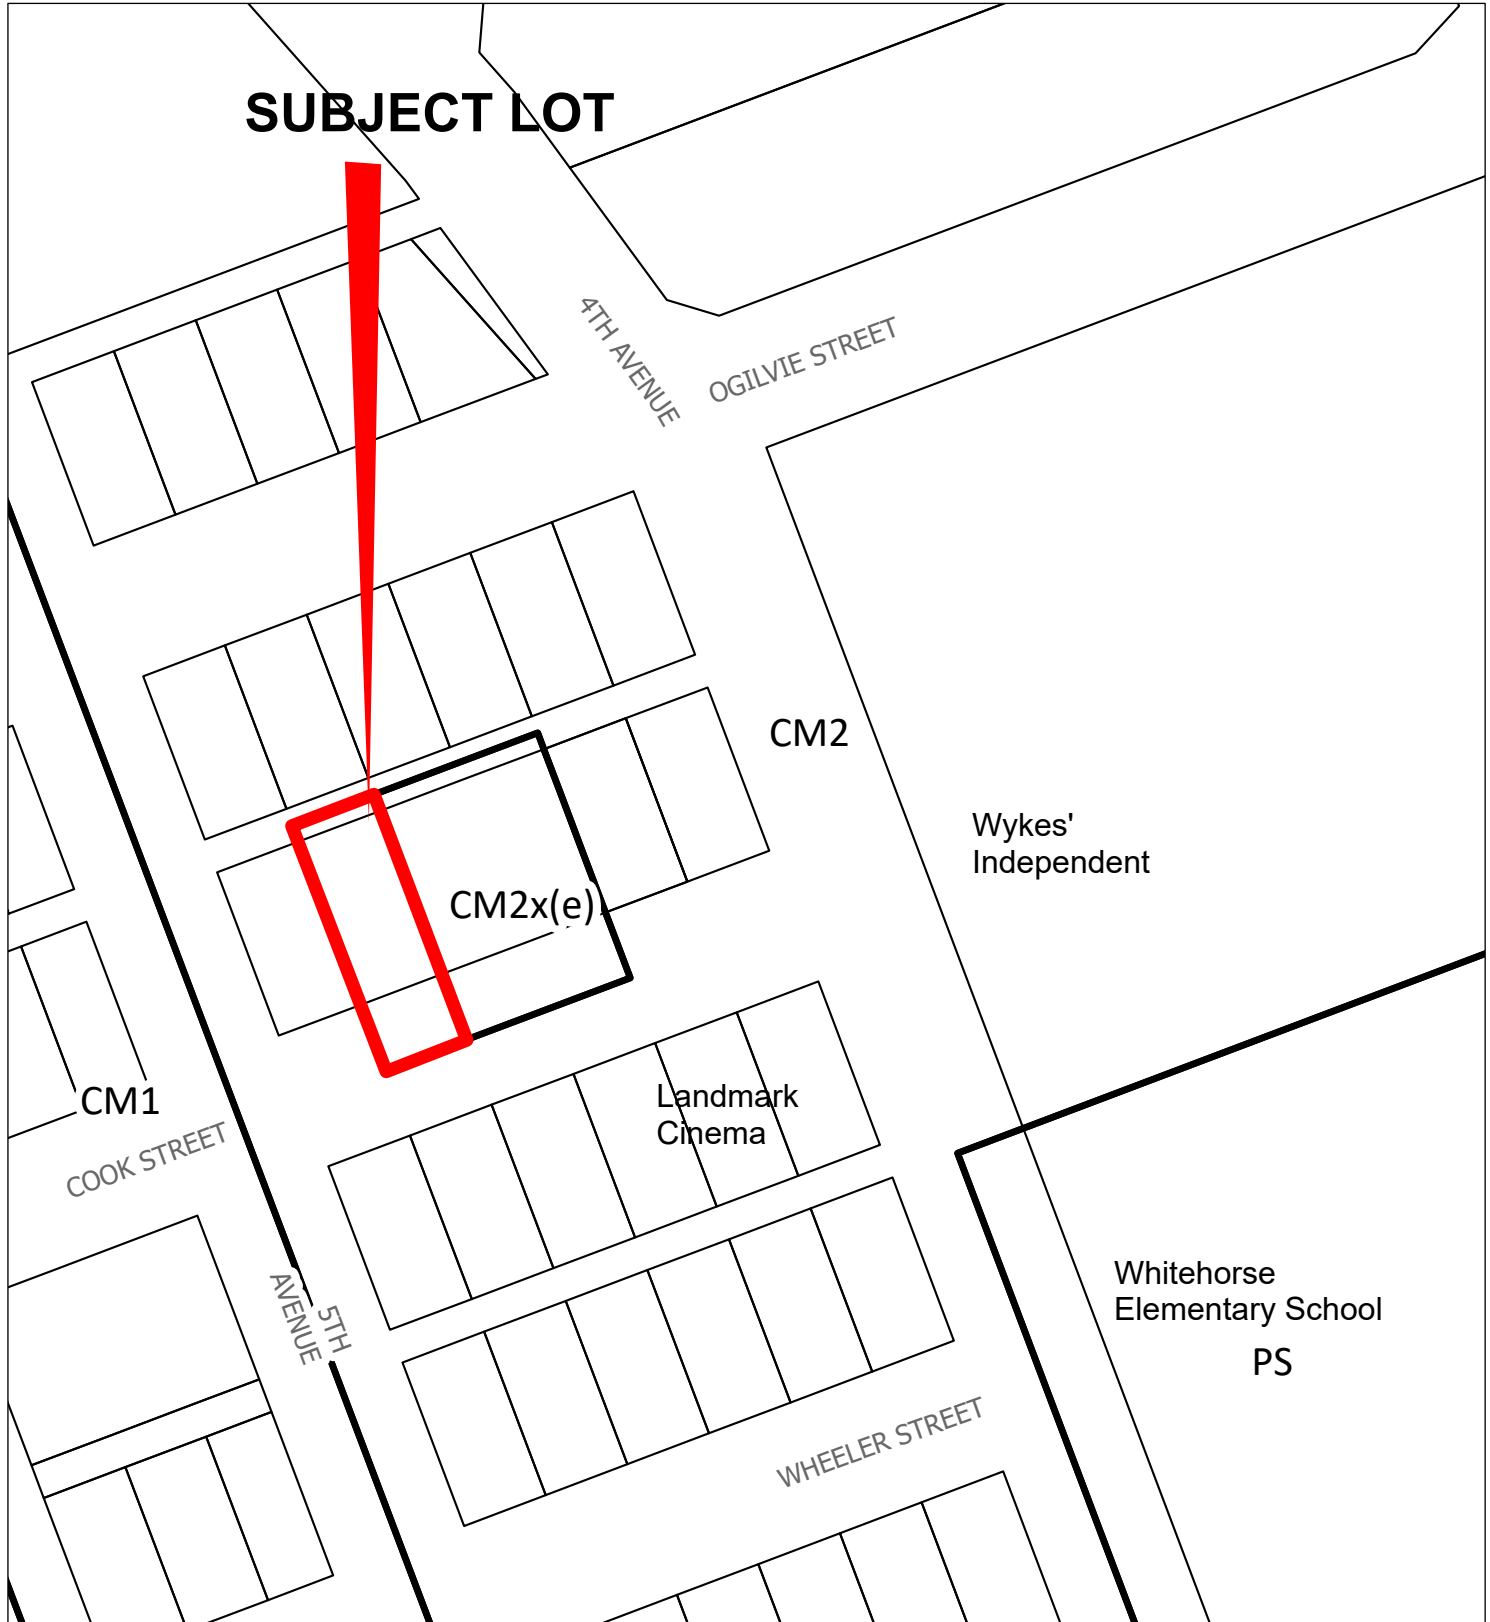 SUBJECT LOT
4TH AVENUE
OGILVIE STREET
CM2
Wykes'
Independent
CM2x(e)
CM1
Landmark
Cinema
COOK STREET
5TH
AVENUE
Whitehorse
Elementary School
PS
WHEELER STREET